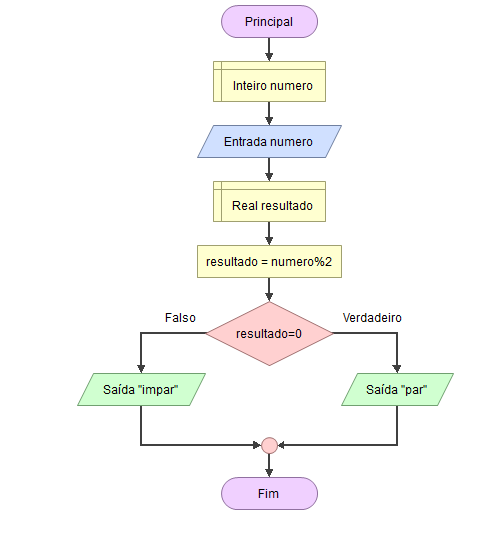 Principal
Inteiro numero
Entrada numero
Real resultado
resultado = numero%2
Falso
Verdadeiro
resultado=0
Saída "impar"
Saída "par"
Fim